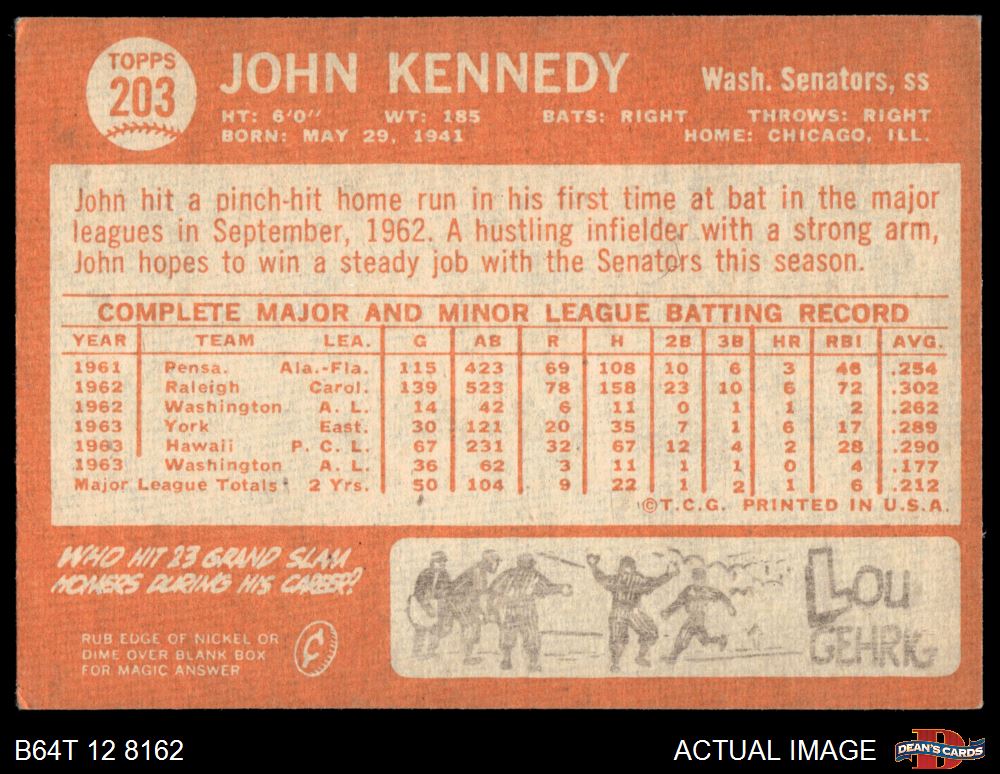 TOPPS
203
JOHN KENNEDY
Wash. Senators, ss
HT: 6'0" WT: 185 BATS: RIGHT THROWS: RIGHT
BORN: MAY 29, 1941 HOME: CHICAGO, ILL.
John hit a pinch-hit home run in his first time at bat in the major
leagues in September, 1962. A hustling infielder with a strong arm,
John hopes to win a steady job with the Senators this season.
COMPLETE MAJOR AND MINOR LEAGUE BATTING RECORD
YEAR TEAM LEA. G AB R H 2B 3B HR RBI AVG.
1961 Pensa. Ala.-Fla. 115 423 69 108 10 6 3 46 .254
1962 Raleigh Carol. 139 523 78 158 23 10 6 72 .302
1962 Washington A. L. 14 42 6 11 0 1 1 2 .262
1963 York East. 30 121 20 35 7 1 6 17 .289
1963 Hawaii P. C. L. 67 231 32 67 12 4 2 28 .290
1963 Washington A. L. 36 62 3 11 1 1 0 4 .177
Major League Totals 2 Yrs. 50 104 9 22 1 2 1 6 .212
©T.C.G. PRINTED IN U.S.A.
WHO HIT 23 GRAND SLAM
HOMERS DURING HIS CAREER?
RUB EDGE OF NICKEL OR
DIME OVER BLANK BOX
FOR MAGIC ANSWER
LOU
GEHRIG
B64T 12 8162
ACTUAL IMAGE
DEAN'S CARDS